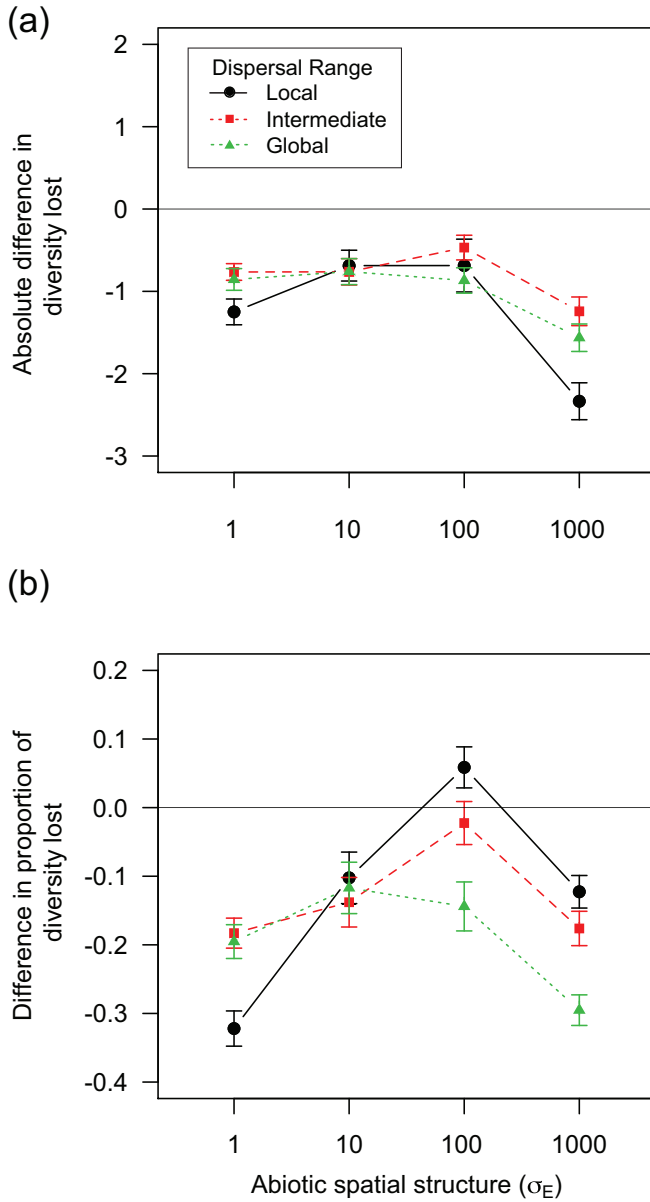 (a)
Absolute difference in
diversity lost
2
1
0
-1
-2
-3
Dispersal Range
Local
Intermediate
Global
1 10 100 1000
(b)
Difference in proportion of
diversity lost
0.2
0.1
0.0
-0.1
-0.2
-0.3
-0.4
1 10 100 1000
Abiotic spatial structure (σE)